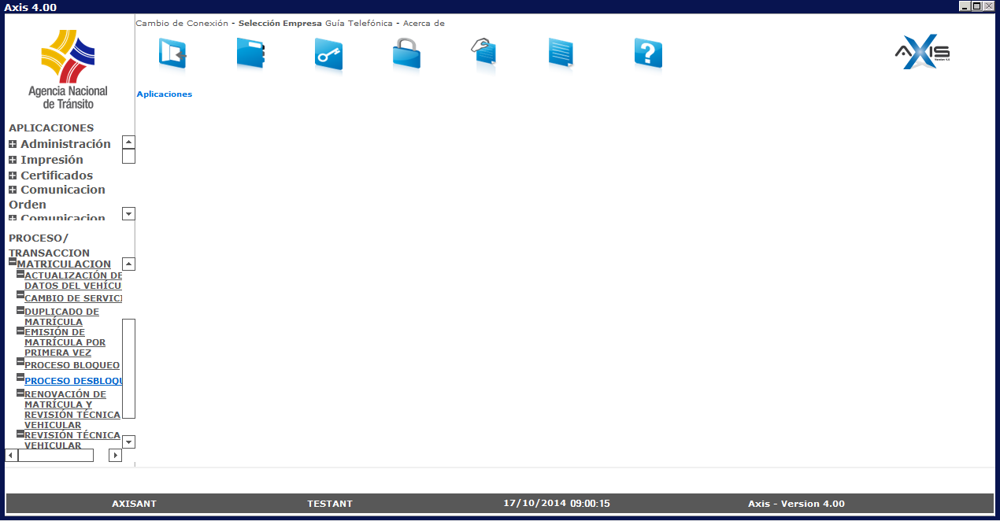 Axis 4.00
Cambio de Conexión - Selección Empresa Guía Telefónica - Acerca de
?
AXIS
Agencia Nacional
de Tránsito
Aplicaciones
APLICACIONES
Administración
Impresión
Certificados
Comunicacion
Orden
Comunicacion
PROCESO/
TRANSACCION
MATRICULACION
ACTUALIZACIÓN DE
DATOS DEL VEHÍCU
CAMBIO DE SERVICI
DUPLICADO DE
MATRÍCULA
EMISIÓN DE
MATRÍCULA POR
PRIMERA VEZ
PROCESO BLOQUEO
PROCESO DESBLOQU
RENOVACIÓN DE
MATRÍCULA Y
REVISIÓN TÉCNICA
VEHICULAR
REVISIÓN TÉCNICA
VEHICULAR
AXISANT TESTANT 17/10/2014 09:00:15 Axis - Version 4.00